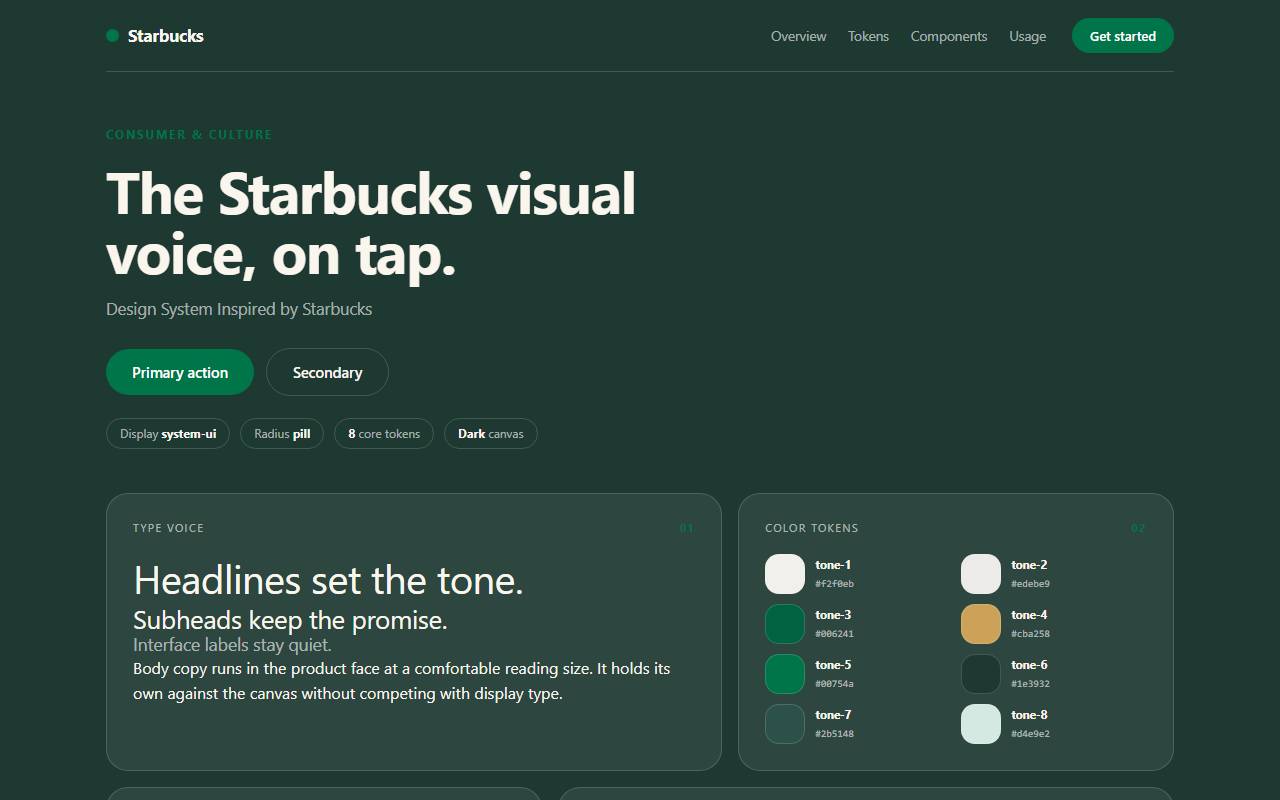 Starbucks
Overview Tokens Components Usage Get started
CONSUMER & CULTURE
The Starbucks visual
voice, on tap.
Design System Inspired by Starbucks
Primary action Secondary
Display system-ui Radius pill 8 core tokens Dark canvas
TYPE VOICE 01
Headlines set the tone.
Subheads keep the promise.
Interface labels stay quiet.
Body copy runs in the product face at a comfortable reading size. It holds its
own against the canvas without competing with display type.
COLOR TOKENS 02
tone-1
#f2f0eb
tone-2
#edebe9
tone-3
#006241
tone-4
#cba258
tone-5
#00754a
tone-6
#1e3932
tone-7
#2b5148
tone-8
#d4e9e2